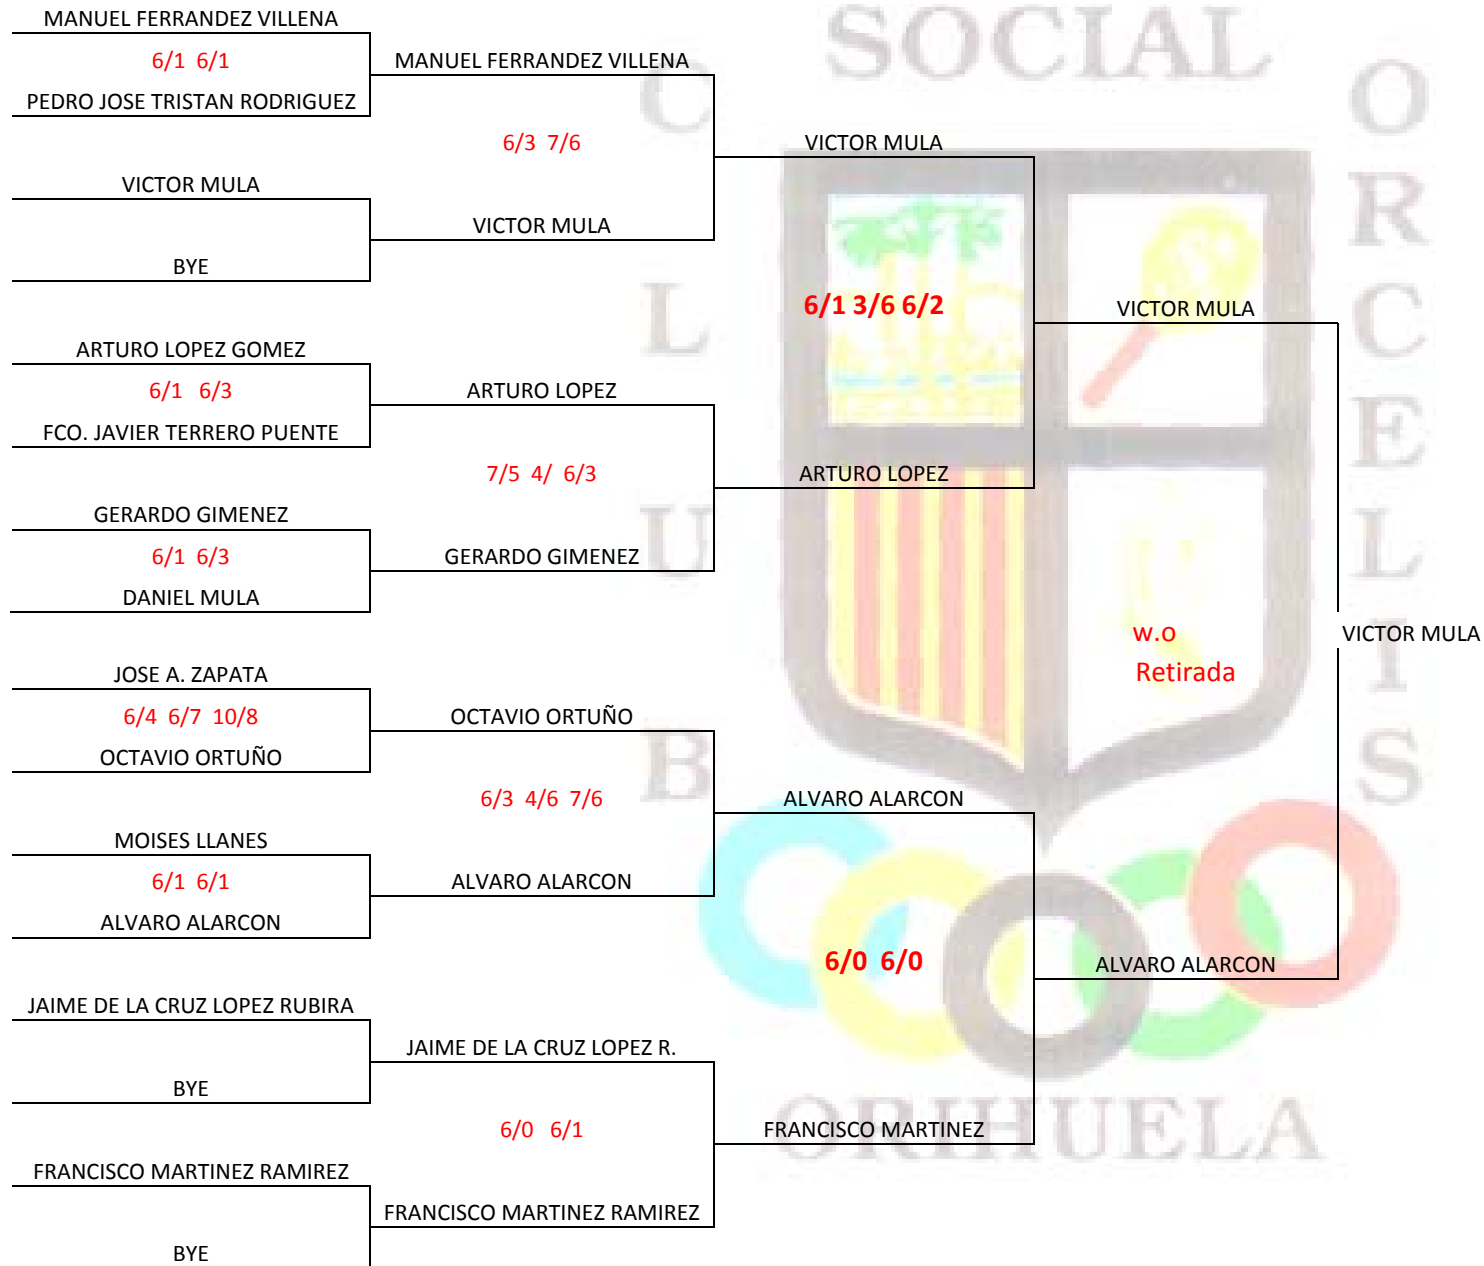 MANUEL FERRANDEZ VILLENA
6/1 6/1
PEDRO JOSE TRISTAN RODRIGUEZ
VICTOR MULA
BYE
ARTURO LOPEZ GOMEZ
6/1 6/3
FCO. JAVIER TERRERO PUENTE
GERARDO GIMENEZ
6/1 6/3
DANIEL MULA
JOSE A. ZAPATA
6/4 6/7 10/8
OCTAVIO ORTUÑO
MOISES LLANES
6/1 6/1
ALVARO ALARCON
JAIME DE LA CRUZ LOPEZ RUBIRA
BYE
FRANCISCO MARTINEZ RAMIREZ
BYE
MANUEL FERRANDEZ VILLENA
6/3 7/6
VICTOR MULA
ARTURO LOPEZ
7/5 4/ 6/3
GERARDO GIMENEZ
OCTAVIO ORTUÑO
6/3 4/6 7/6
ALVARO ALARCON
JAIME DE LA CRUZ LOPEZ R.
6/0 6/1
FRANCISCO MARTINEZ RAMIREZ
VICTOR MULA
6/1 3/6 6/2
ARTURO LOPEZ
ALVARO ALARCON
6/0 6/0
FRANCISCO MARTINEZ
VICTOR MULA
w.o
Retirada
ALVARO ALARCON
VICTOR MULA
CLUB
SOCIAL
ORCELIS
ORIHUELA